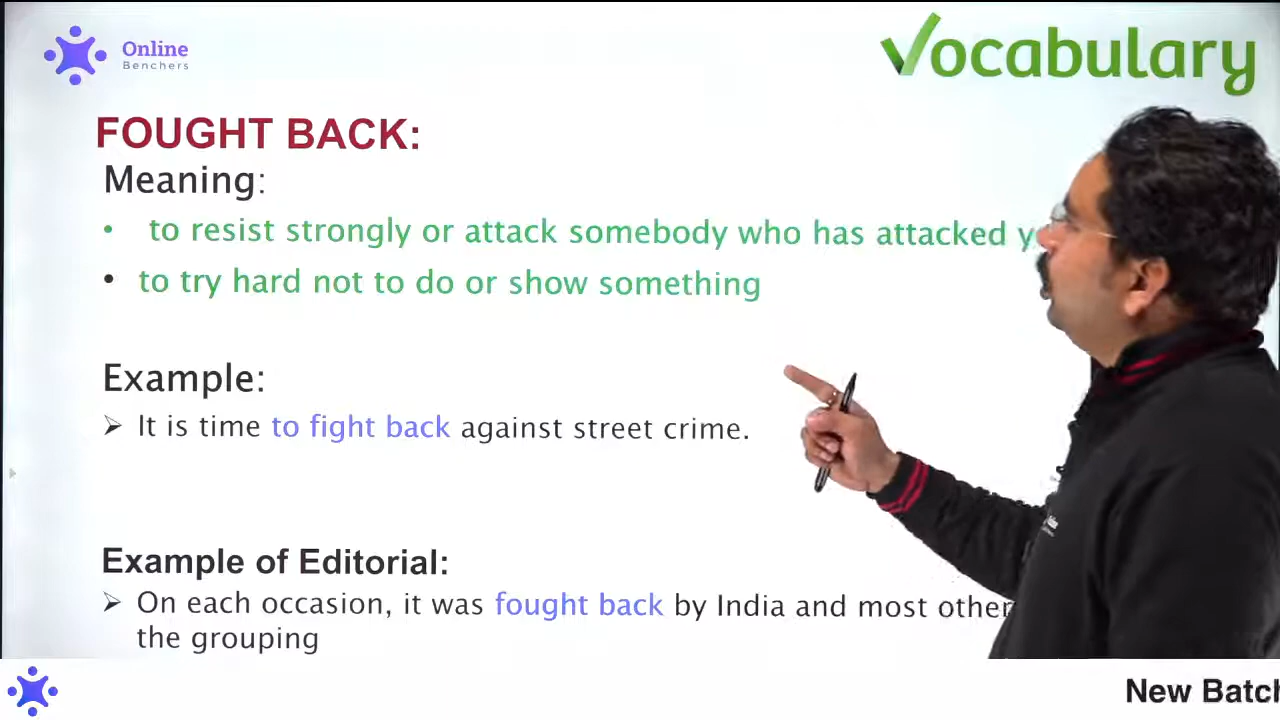 Online
Benchers
Vocabulary
FOUGHT BACK:
Meaning:
• to resist strongly or attack somebody who has attacked
• to try hard not to do or show something
Example:
➢ It is time to fight back against street crime.
Example of Editorial:
➢ On each occasion, it was fought back by India and most other
the grouping
New Batch